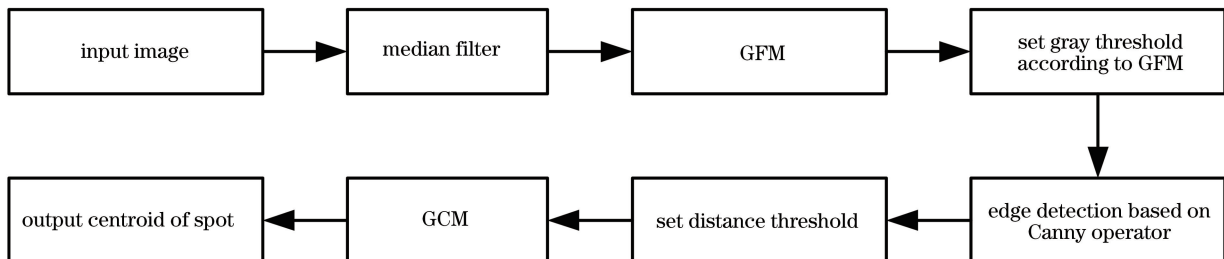 input image
median filter
GFM
set gray threshold
according to GFM
edge detection based on
Canny operator
set distance threshold
GCM
output centroid of spot